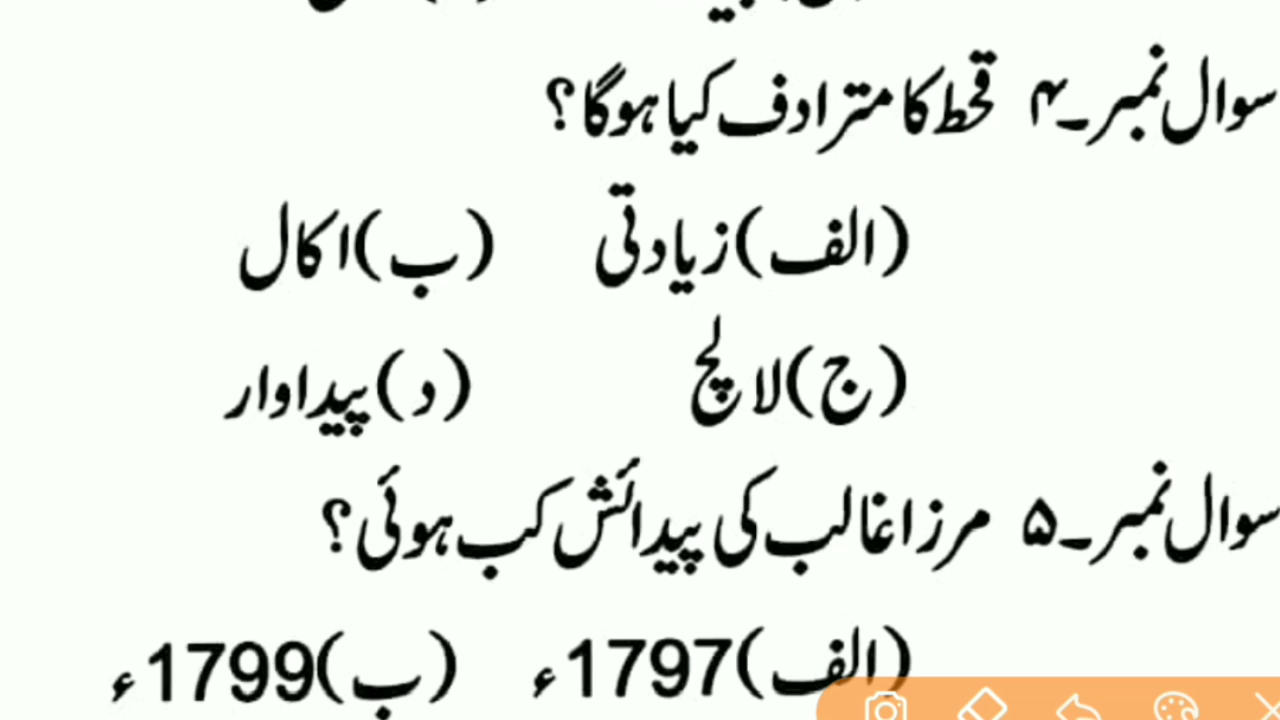 سوال نمبر۔۴ قحط کا مترادف کیا ہوگا؟
(الف) زیادتی (ب) اکال
(ج) لالچ (د) پیداوار
سوال نمبر۔۵ مرزا غالب کی پیدائش کب ہوئی؟
(الف) 1797ء (ب) 1799ء